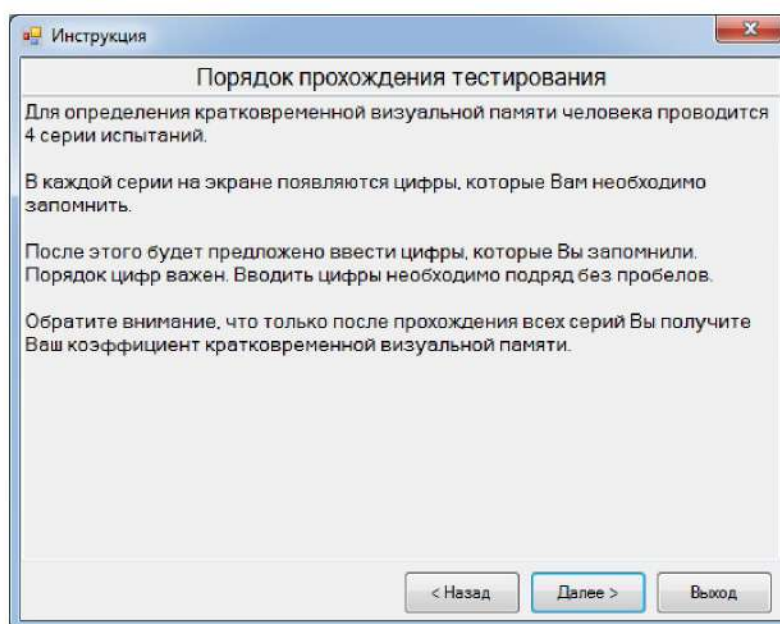 Инструкция
Порядок прохождения тестирования
Для определения кратковременной визуальной памяти человека проводится
4 серии испытаний.
В каждой серии на экране появляются цифры, которые Вам необходимо
запомнить.
После этого будет предложено ввести цифры, которые Вы запомнили.
Порядок цифр важен. Вводить цифры необходимо подряд без пробелов.
Обратите внимание, что только после прохождения всех серий Вы получите
Ваш коэффициент кратковременной визуальной памяти.
< Назад
Далее >
Выход